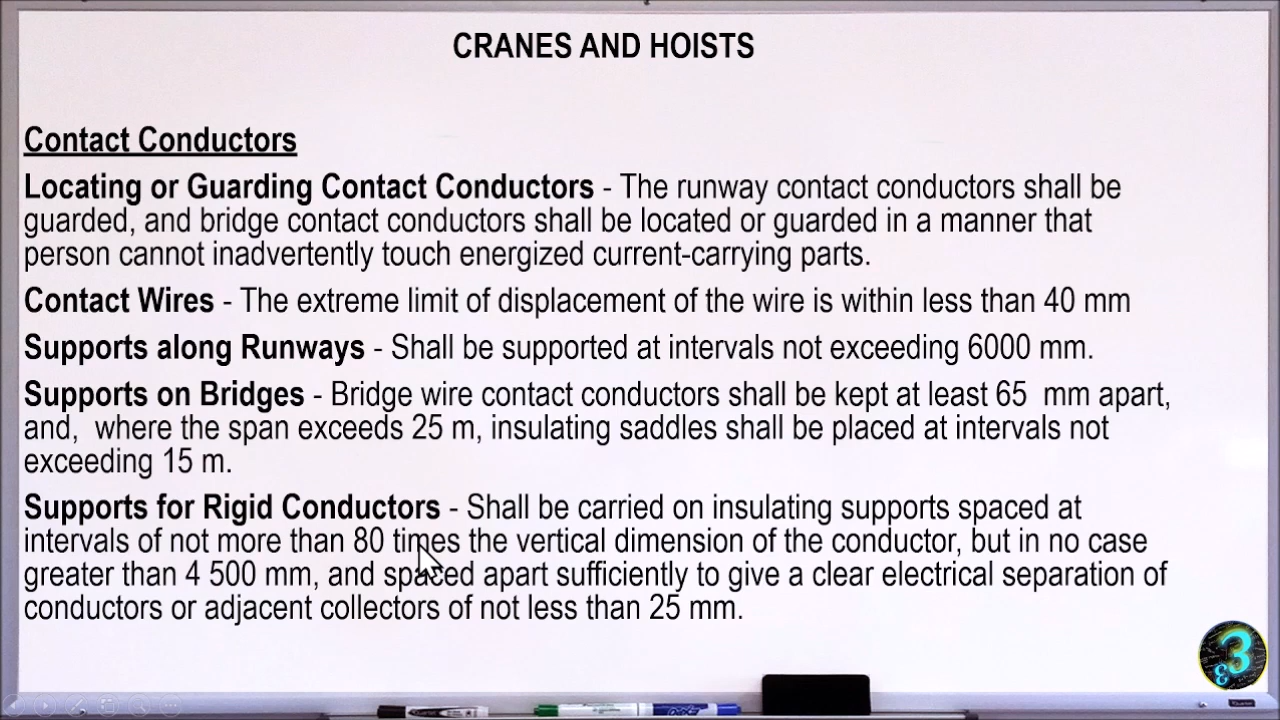 CRANES AND HOISTS
Contact Conductors
Locating or Guarding Contact Conductors - The runway contact conductors shall be
guarded, and bridge contact conductors shall be located or guarded in a manner that
person cannot inadvertently touch energized current-carrying parts.
Contact Wires - The extreme limit of displacement of the wire is within less than 40 mm
Supports along Runways - Shall be supported at intervals not exceeding 6000 mm.
Supports on Bridges - Bridge wire contact conductors shall be kept at least 65 mm apart,
and, where the span exceeds 25 m, insulating saddles shall be placed at intervals not
exceeding 15 m.
Supports for Rigid Conductors - Shall be carried on insulating supports spaced at
intervals of not more than 80 times the vertical dimension of the conductor, but in no case
greater than 4 500 mm, and spaced apart sufficiently to give a clear electrical separation of
conductors or adjacent collectors of not less than 25 mm.
ε3